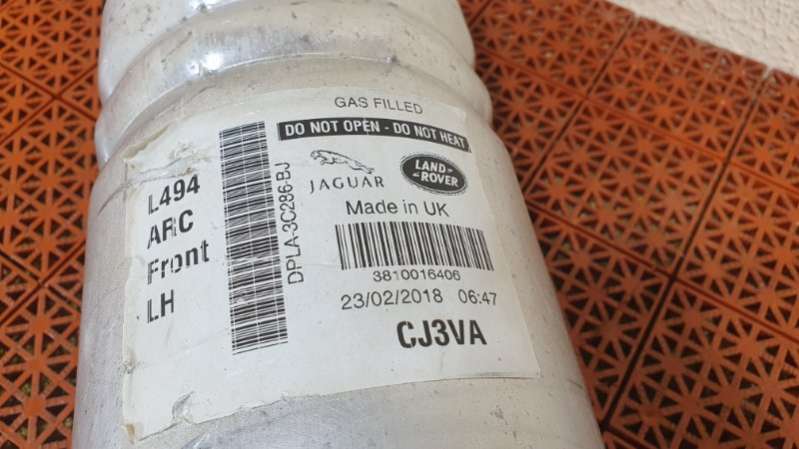 GAS FILLED
DO NOT OPEN - DO NOT HEAT
L494
ARC
Front
LH
DPLA-3C286-BJ
JAGUAR
LAND-
-ROVER
Made in UK
3810016406
23/02/2018 06:47
CJ3VA